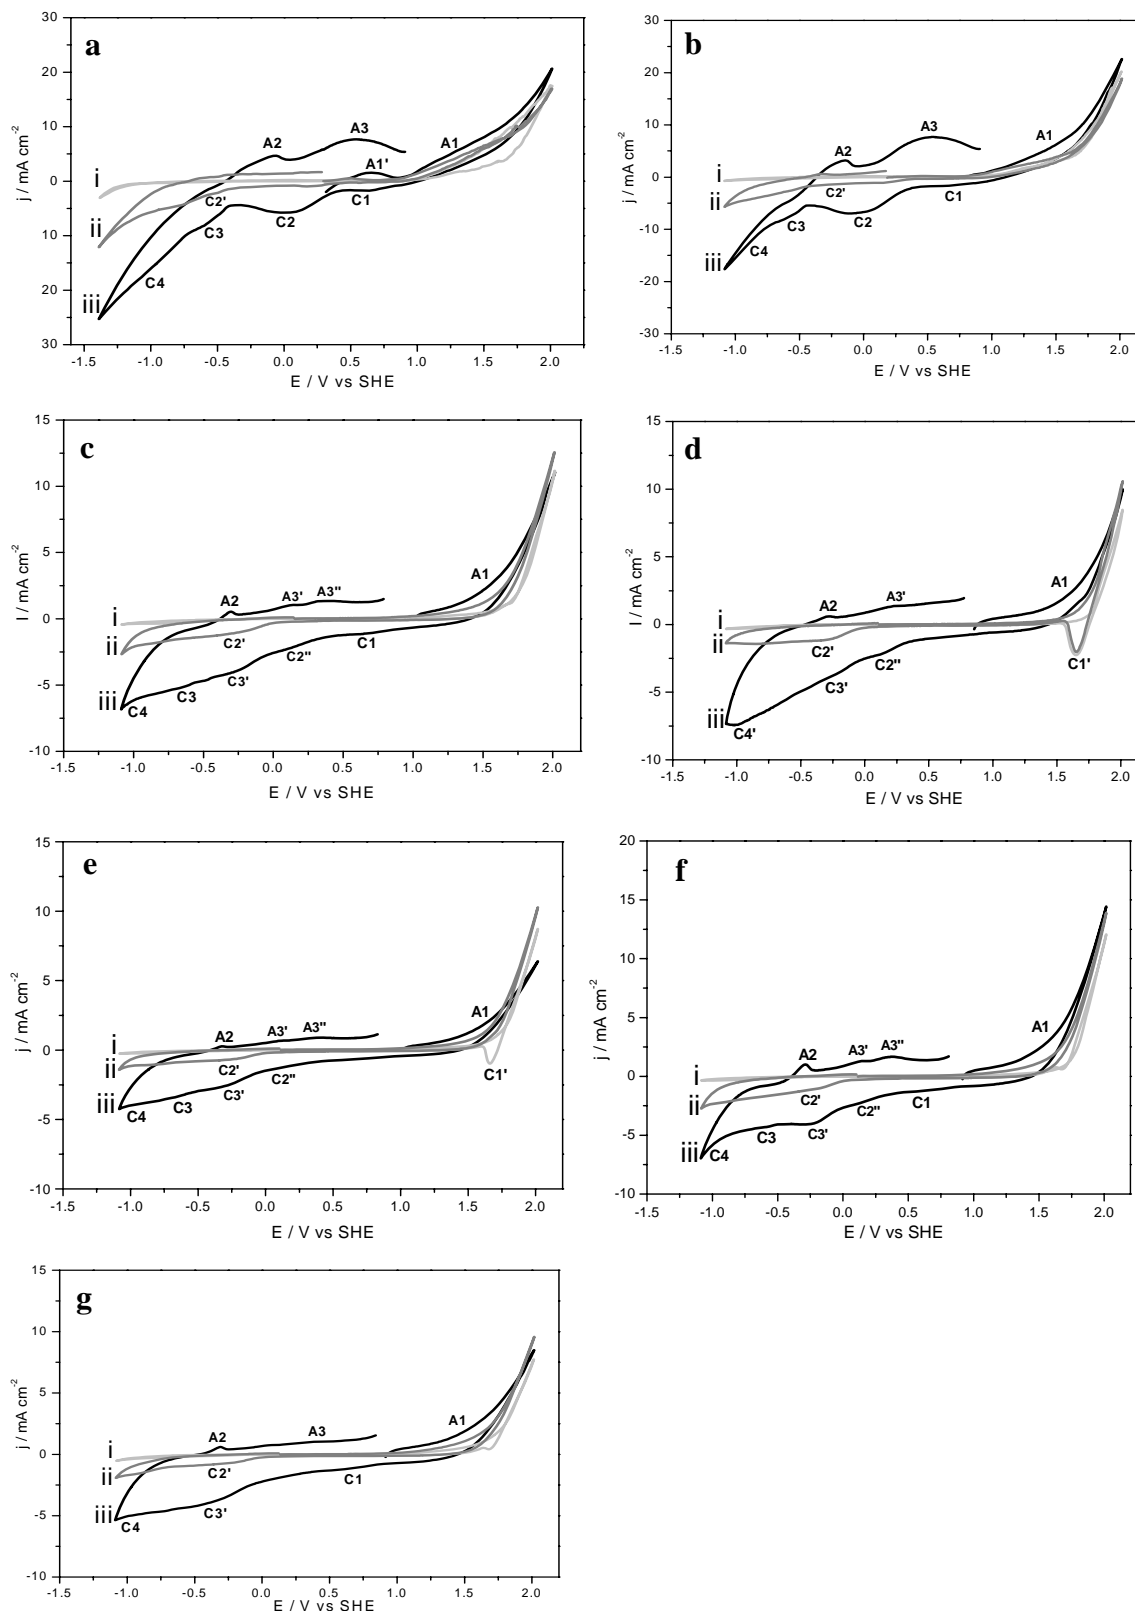 a
30
20
10
0
10
20
30
j / mA cm-2
-1.5 -1.0 -0.5 0.0 0.5 1.0 1.5 2.0
E / V vs SHE
i
ii
iii
A2
A3
A1'
A1
C2'
C3
C4
C2
C1
b
30
20
10
0
-10
-20
-30
j / mA cm-2
-1.5 -1.0 -0.5 0.0 0.5 1.0 1.5 2.0
E / V vs SHE
i
ii
iii
A2
A3
A1
C2'
C4
C3
C2
C1
c
15
10
5
0
-5
-10
I / mA cm-2
-1.5 -1.0 -0.5 0.0 0.5 1.0 1.5 2.0
E / V vs SHE
i
ii
iii
A2
A3'
A3''
A1
C2'
C2''
C1
C4
C3
C3'
d
15
10
5
0
-5
-10
I / mA cm-2
-1.5 -1.0 -0.5 0.0 0.5 1.0 1.5 2.0
E / V vs SHE
i
ii
iii
A2
A3'
A1
C2'
C2''
C1'
C3'
C4'
e
15
10
5
0
-5
-10
j / mA cm-2
-1.5 -1.0 -0.5 0.0 0.5 1.0 1.5 2.0
E / V vs SHE
i
ii
iii
A2
A3'
A3''
A1
C2'
C2''
C1'
C4
C3
C3'
f
20
15
10
5
0
-5
-10
j / mA cm-2
-1.5 -1.0 -0.5 0.0 0.5 1.0 1.5 2.0
E / V vs SHE
i
ii
iii
A2
A3'
A3''
A1
C2'
C2''
C1
C4
C3
C3'
g
15
10
5
0
-5
-10
j / mA cm-2
-1.5 -1.0 -0.5 0.0 0.5 1.0 1.5 2.0
E / V vs SHE
i
ii
iii
A2
A3
A1
C2'
C1
C4
C3'